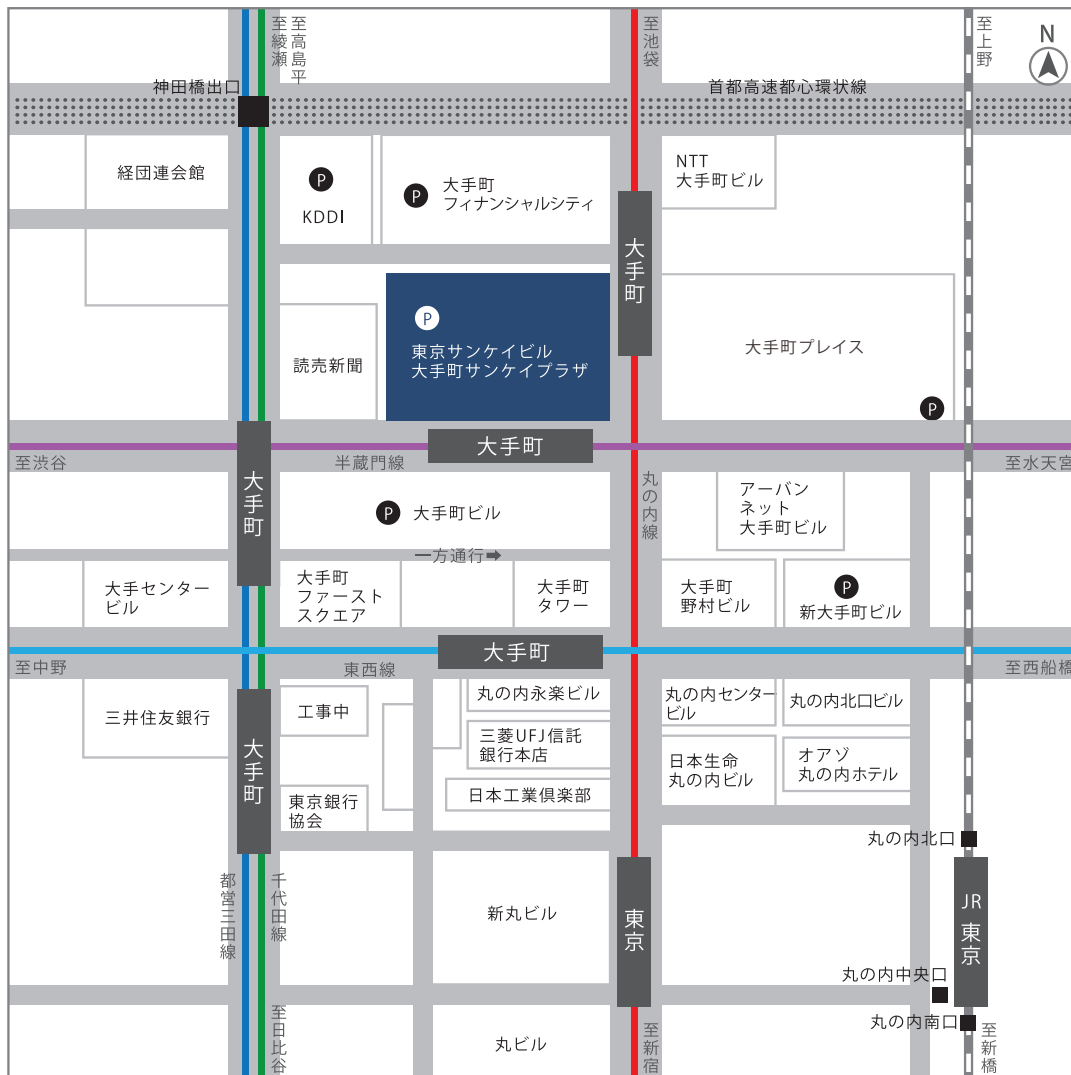 至綾瀬
至高島平
至池袋
至上野
N
神田橋出口
首都高速都心環状線
経団連会館
P
KDDI
P
大手町
フィナンシャルシティ
NTT
大手町ビル
大手町
読売新聞
P
東京サンケイビル
大手町サンケイプラザ
大手町プレイス
P
大手町
至渋谷
半蔵門線
至水天宮
大手町
P
大手町ビル
丸の内線
アーバン
ネット
大手町ビル
一方通行➡
大手センター
ビル
大手町
ファースト
スクエア
大手町
タワー
大手町
野村ビル
P
新大手町ビル
大手町
至中野
東西線
至西船橋
三井住友銀行
大手町
工事中
丸の内永楽ビル
三菱UFJ信託
銀行本店
日本工業倶楽部
東京銀行
協会
丸の内センター
ビル
丸の内北口ビル
日本生命
丸の内ビル
オアゾ
丸の内ホテル
丸の内北口
都営三田線
千代田線
新丸ビル
東京
JR
東京
丸の内中央口
丸の内南口
至日比谷
丸ビル
至新宿
至新橋